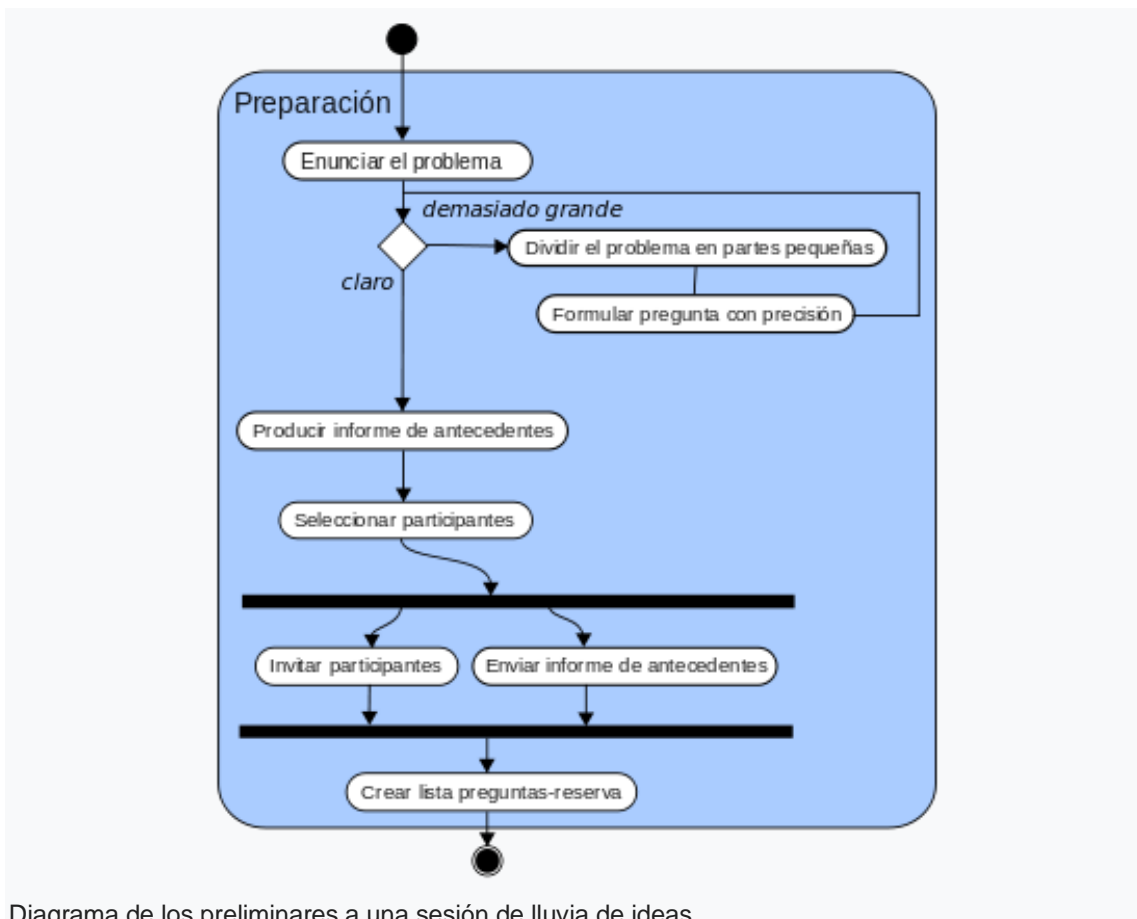 Preparación
Enunciar el problema
demasiado grande
Dividir el problema en partes pequeñas
claro
Formular pregunta con precisión
Producir informe de antecedentes
Seleccionar participantes
Invitar participantes
Enviar informe de antecedentes
Crear lista preguntas-reserva
Diagrama de los preliminares a una sesión de lluvia de ideas